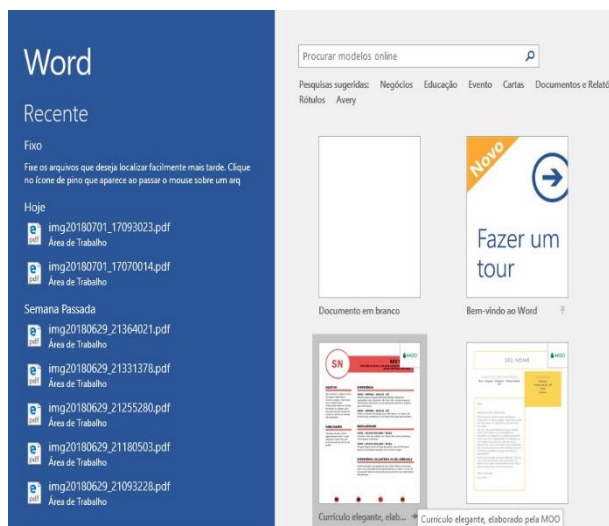 Word
Recente
Fixo
Fixe os arquivos que deseja localizar facilmente mais tarde. Clique
no ícone de pino que aparece ao passar o mouse sobre um arq
Hoje
img20180701_17093023.pdf
Área de Trabalho
img20180701_17070014.pdf
Área de Trabalho
Semana Passada
img20180629_21364021.pdf
Área de Trabalho
img20180629_21331378.pdf
Área de Trabalho
img20180629_21255280.pdf
Área de Trabalho
img20180629_21180503.pdf
Área de Trabalho
img20180629_21093228.pdf
Área de Trabalho
Procurar modelos online
Pesquisas sugeridas: Negócios Educação Evento Cartas Documentos e Relató
Rótulos Avery
Novo
Fazer um
tour
Documento em branco
Bem-vindo ao Word
SN
MOO
SEU NOME
MOO
Currículo elegante, elab...
Currículo elegante, elaborado pela MOO